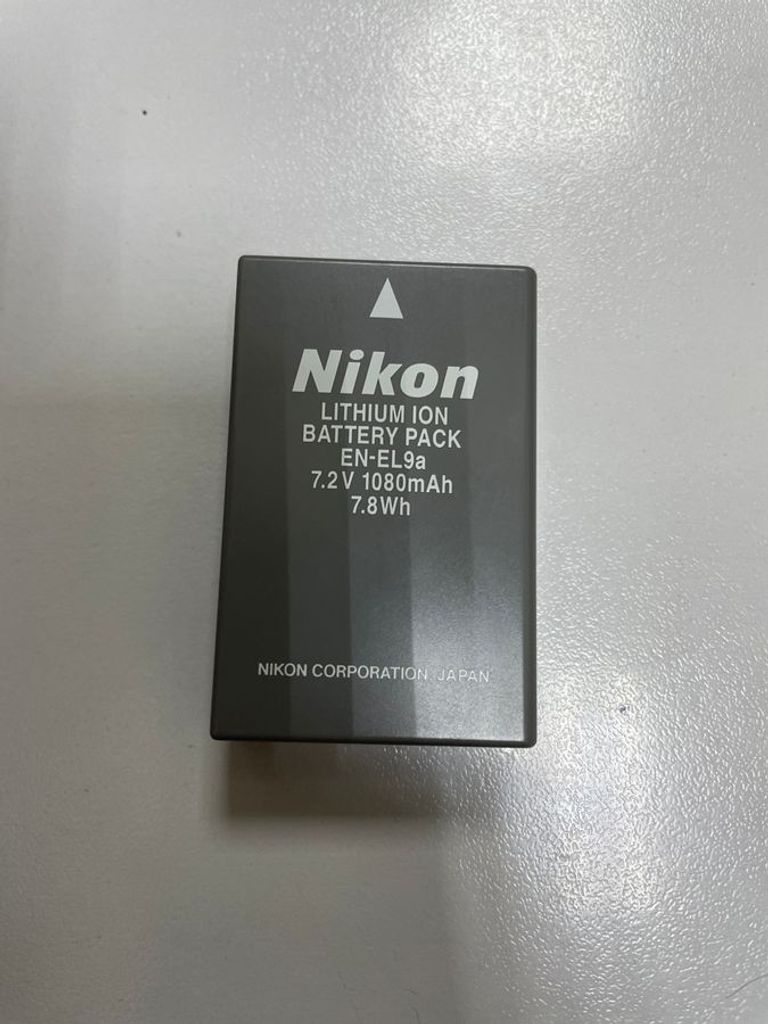 Nikon
LITHIUM ION
BATTERY PACK
EN-EL9a
7.2V 1080mAh
7.8Wh
NIKON CORPORATION JAPAN